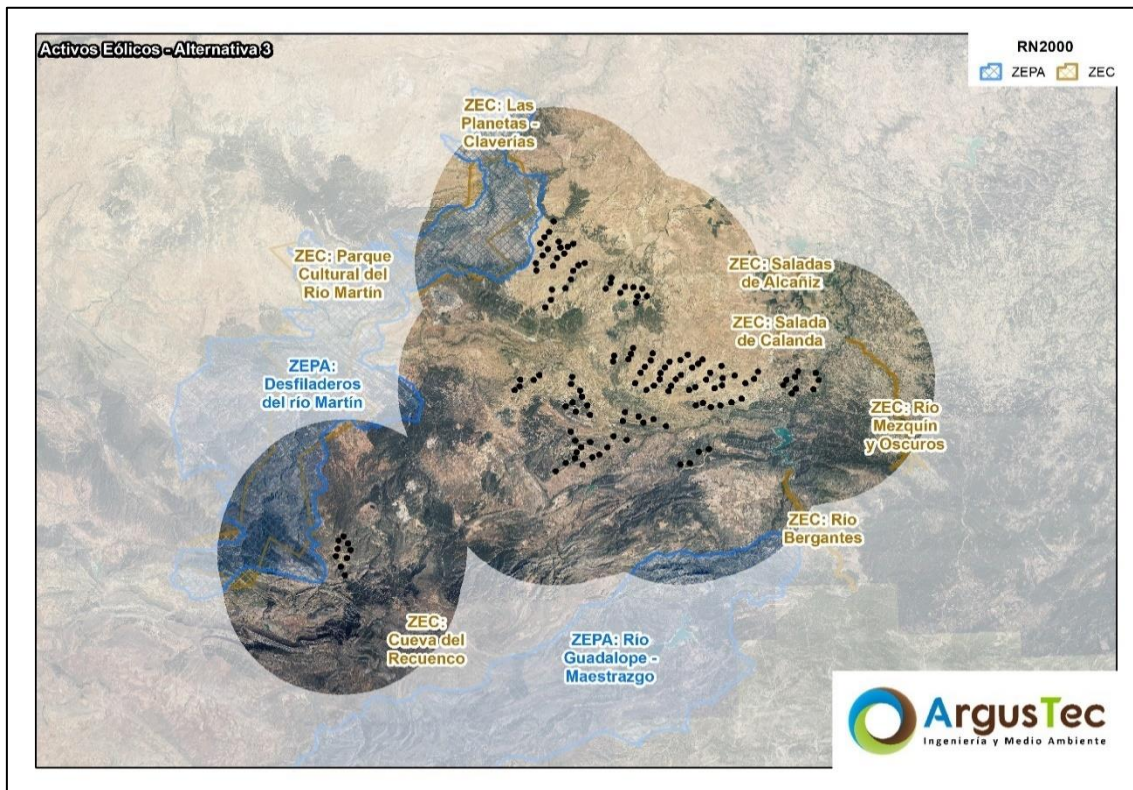 Activos Eólicos - Alternativa 3
RN2000
ZEPA
ZEC
ZEC: Las
Planetas -
Claverías
ZEC: Parque
Cultural del
Río Martín
ZEC: Saladas
de Alcañiz
ZEC: Salada
de Calanda
ZEPA:
Desfiladeros
del río Martín
ZEC: Río
Mezquín
y Oscuros
ZEC: Río
Bergantes
ZEC:
Cueva del
Recuenco
ZEPA: Río
Guadalope -
Maestrazgo
ArgusTec
Ingeniería y Medio Ambiente